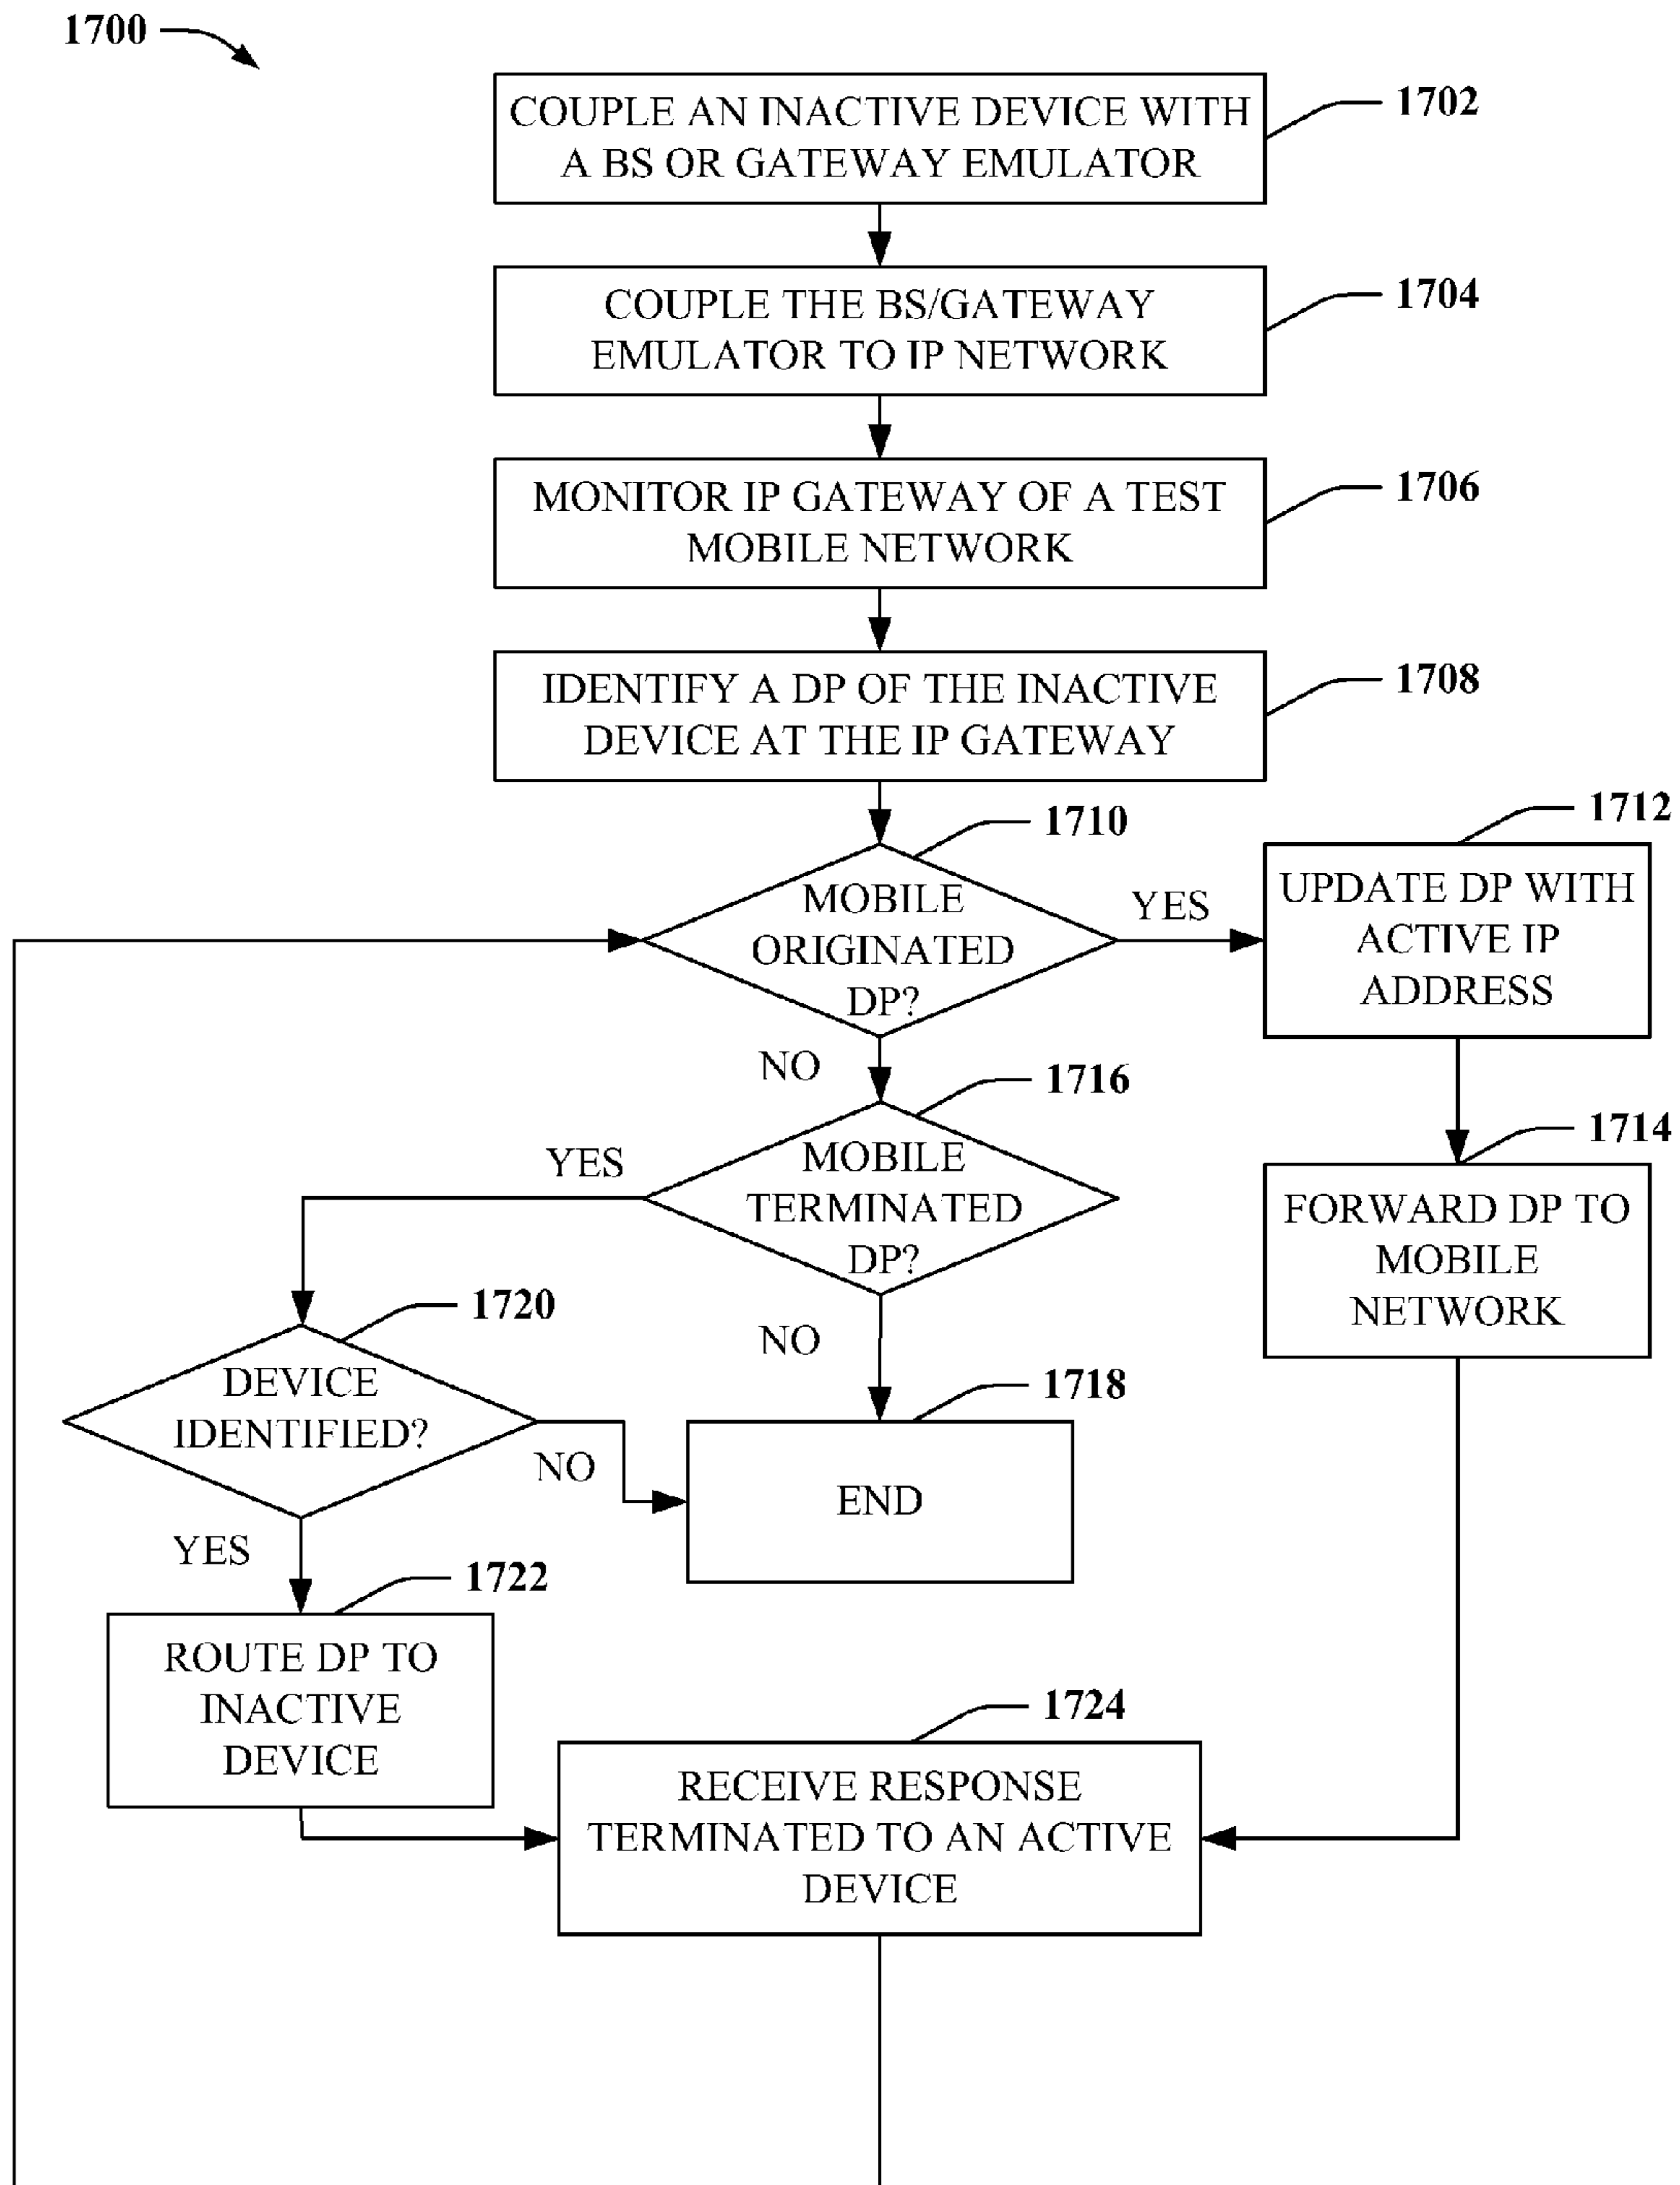 1700
COUPLE AN INACTIVE DEVICE WITH
A BS OR GATEWAY EMULATOR
1702
COUPLE THE BS/GATEWAY
EMULATOR TO IP NETWORK
1704
MONITOR IP GATEWAY OF A TEST
MOBILE NETWORK
1706
IDENTIFY A DP OF THE INACTIVE
DEVICE AT THE IP GATEWAY
1708
MOBILE
ORIGINATED
DP?
1710
YES
NO
UPDATE DP WITH
ACTIVE IP
ADDRESS
1712
FORWARD DP TO
MOBILE
NETWORK
1714
MOBILE
TERMINATED
DP?
1716
YES
NO
END
1718
DEVICE
IDENTIFIED?
1720
NO
YES
ROUTE DP TO
INACTIVE
DEVICE
1722
RECEIVE RESPONSE
TERMINATED TO AN ACTIVE
DEVICE
1724